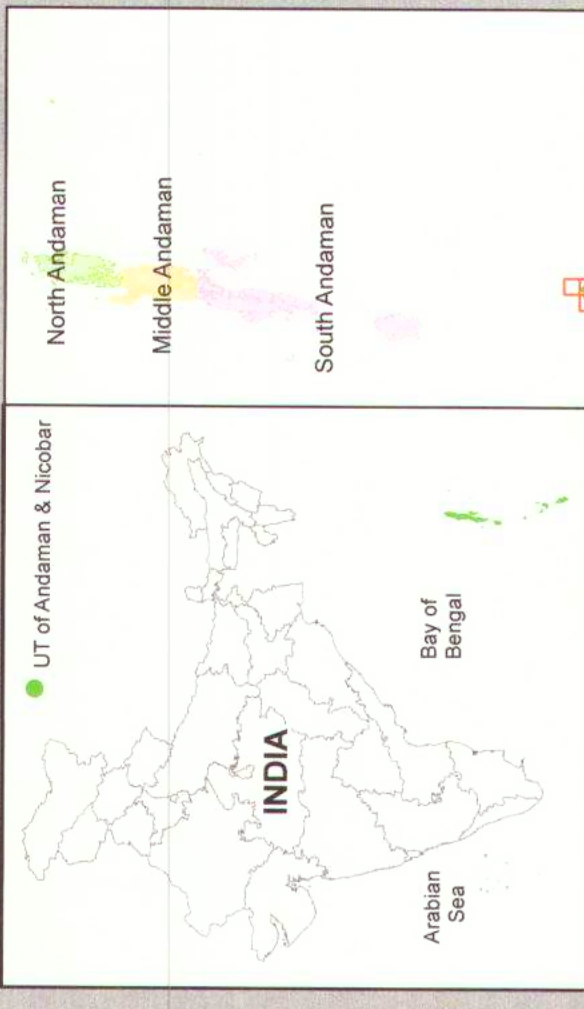 UT of Andaman & Nicobar
INDIA
Arabian
Sea
Bay of
Bengal
North Andaman
Middle Andaman
South Andaman